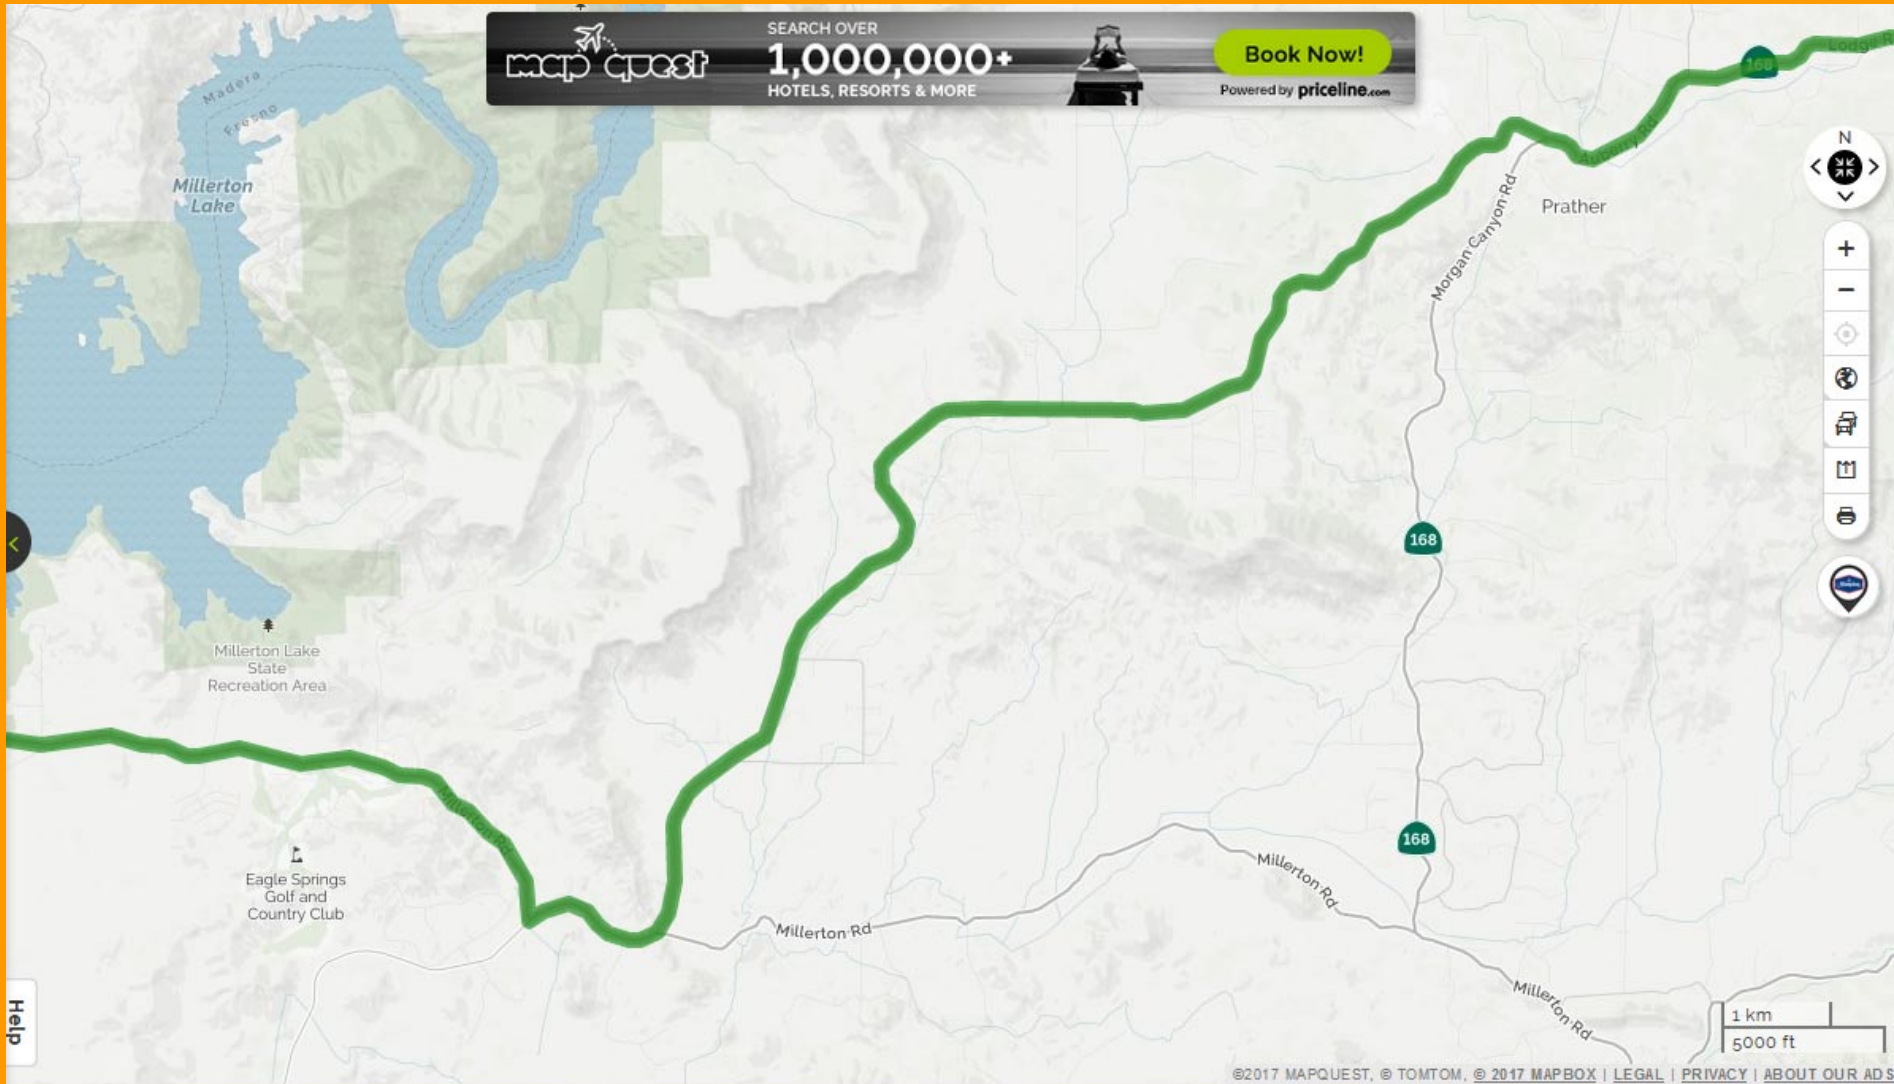 map quest
SEARCH OVER
1,000,000+
HOTELS, RESORTS & MORE
Book Now!
Powered by priceline.com
168
Lodge R
Auberry Rd
Madera
Fresno
N
Millerton
Lake
Morgan Canyon Rd
Prather
168
Millerton Lake
State
Recreation Area
Millerton Rd
168
Eagle Springs
Golf and
Country Club
Millerton Rd
Millerton Rd
Millerton Rd
Help
1 km
5000 ft
©2017 MAPQUEST, © TOMTOM, © 2017 MAPBOX | LEGAL | PRIVACY | ABOUT OUR ADS